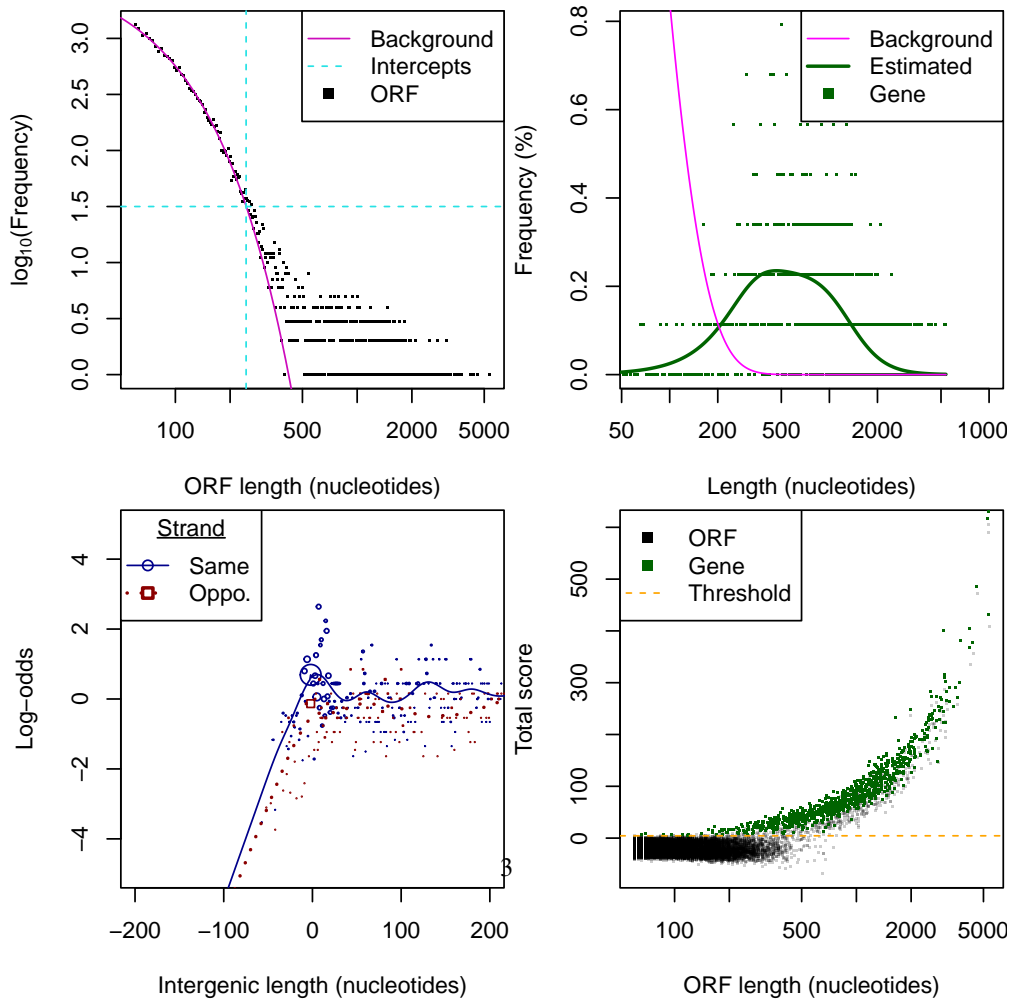 Background
Intercepts
ORF
log10(Frequency)
3.0
2.5
2.0
1.5
1.0
0.5
0.0
100 500 2000 5000
ORF length (nucleotides)
Background
Estimated
Gene
Frequency (%)
0.8
0.6
0.4
0.2
0.0
50 200 500 2000 1000
Length (nucleotides)
Strand
Same
Oppo.
Log−odds
4
2
0
−2
−4
−200 −100 0 100 200
Intergenic length (nucleotides)
3
ORF
Gene
Threshold
Total score
500
300
100
0
100 500 2000 5000
ORF length (nucleotides)